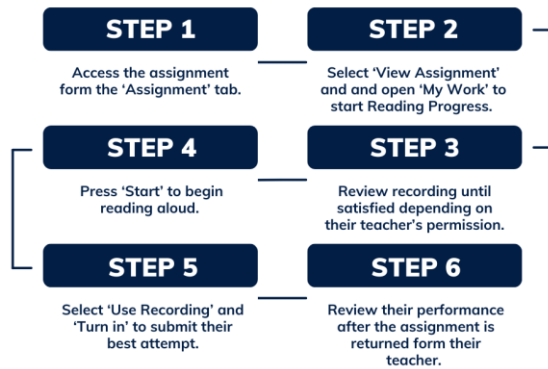 STEP 1
Access the assignment
form the ‘Assignment’ tab.
STEP 2
Select ‘View Assignment’
and and open ‘My Work’ to
start Reading Progress.
STEP 4
Press ‘Start’ to begin
reading aloud.
STEP 3
Review recording until
satisfied depending on
their teacher’s permission.
STEP 5
Select ‘Use Recording’ and
‘Turn in’ to submit their
best attempt.
STEP 6
Review their performance
after the assignment is
returned form their
teacher.